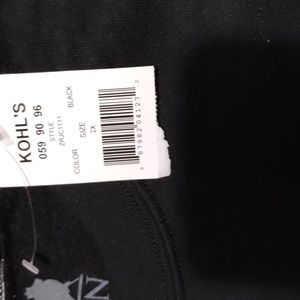 KOHL'S
059 90 96
STYLE
ZRJC1111
COLOR BLACK
SIZE
2X
N